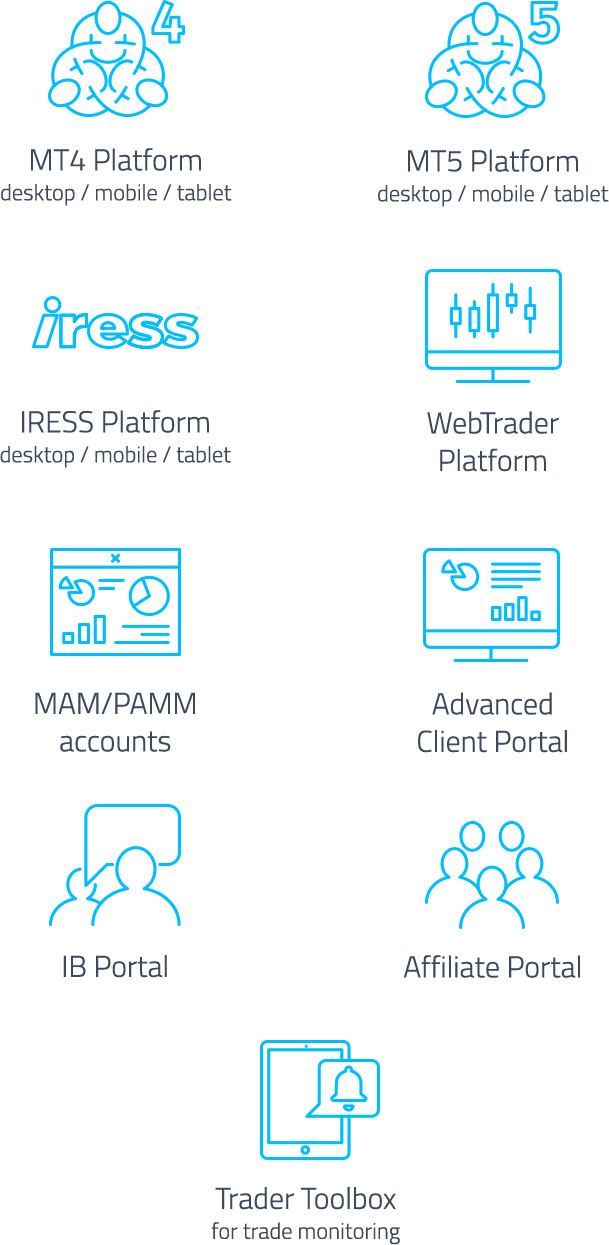 4
5
MT4 Platform
desktop / mobile / tablet
MT5 Platform
desktop / mobile / tablet
iress
IRESS Platform
desktop / mobile / tablet
WebTrader
Platform
MAM/PAMM
accounts
Advanced
Client Portal
IB Portal
Affiliate Portal
Trader Toolbox
for trade monitoring